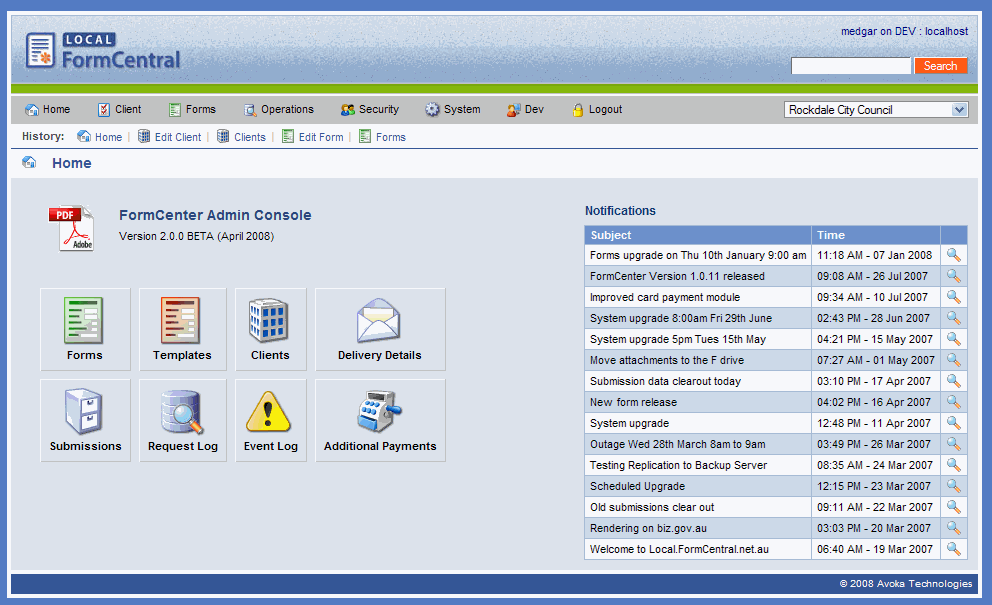 LOCAL
FormCentral
medgar on DEV : localhost
Search
Home Client Forms Operations Security System Dev Logout Rockdale City Council
History: Home | Edit Client | Clients | Edit Form | Forms
Home
PDF
Adobe
FormCenter Admin Console
Version 2.0.0 BETA (April 2008)
Forms Templates Clients Delivery Details
Submissions Request Log Event Log Additional Payments
Notifications
Subject Time
Forms upgrade on Thu 10th January 9:00 am 11:18 AM - 07 Jan 2008
FormCenter Version 1.0.11 released 09:08 AM - 26 Jul 2007
Improved card payment module 09:34 AM - 10 Jul 2007
System upgrade 8:00am Fri 29th June 02:43 PM - 28 Jun 2007
System upgrade 5pm Tues 15th May 04:21 PM - 15 May 2007
Move attachments to the F drive 07:27 AM - 01 May 2007
Submission data clearout today 03:10 PM - 17 Apr 2007
New form release 04:02 PM - 16 Apr 2007
System upgrade 12:48 PM - 11 Apr 2007
Outage Wed 28th March 8am to 9am 03:49 PM - 26 Mar 2007
Testing Replication to Backup Server 08:35 AM - 24 Mar 2007
Scheduled Upgrade 12:15 PM - 23 Mar 2007
Old submissions clear out 09:11 AM - 22 Mar 2007
Rendering on biz.gov.au 03:03 PM - 20 Mar 2007
Welcome to Local.FormCentral.net.au 06:40 AM - 19 Mar 2007
© 2008 Avoka Technologies